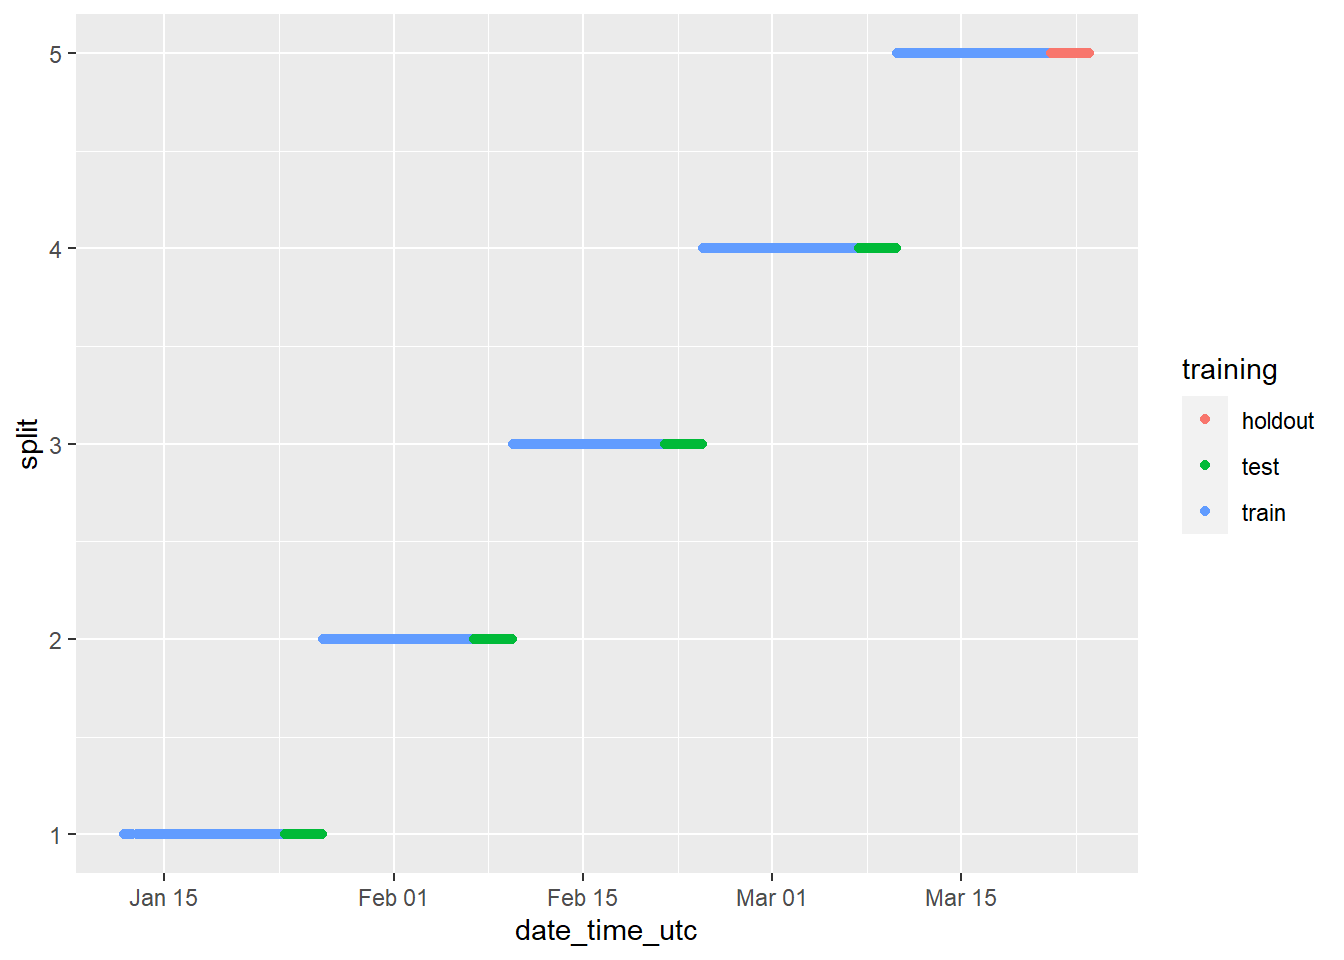 5
4
3
2
1
split
Jan 15
Feb 01
Feb 15
Mar 01
Mar 15
date_time_utc
training
holdout
test
train